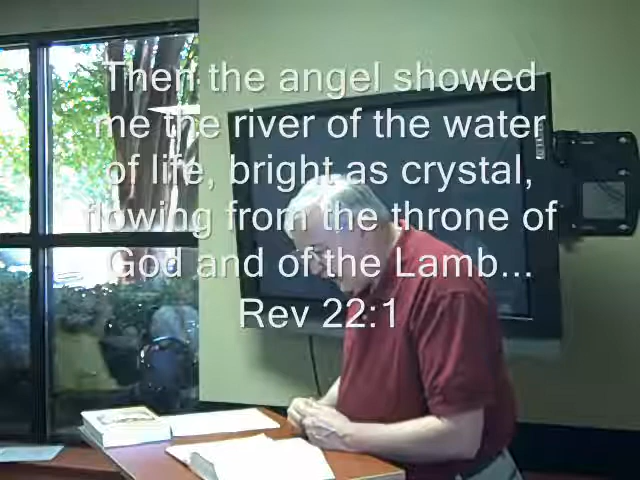 Then the angel showed
me the river of the water
of life, bright as crystal,
flowing from the throne of
God and of the Lamb...
Rev 22:1